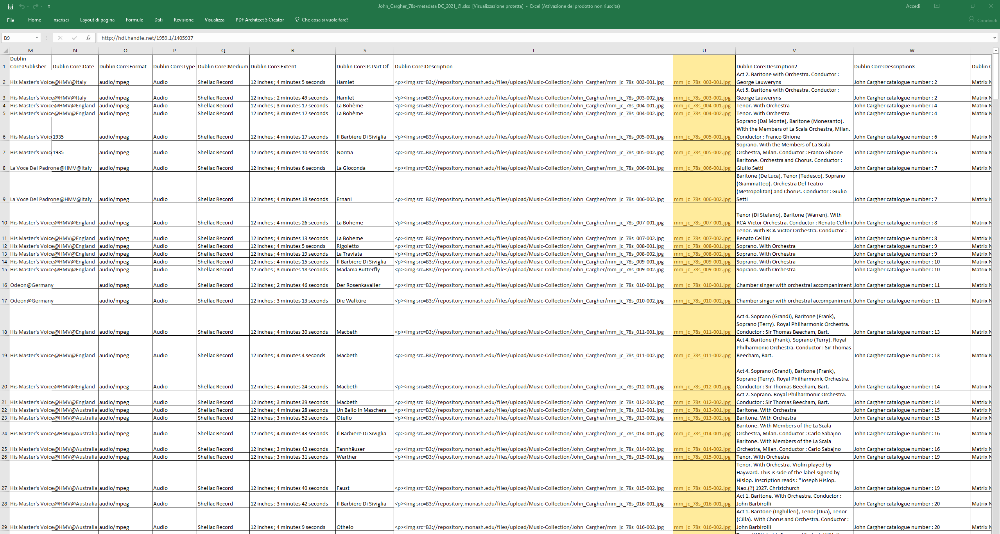 John_Cargher_78s-metadata DC_2021_@.xlsx [Visualizzazione protetta] - Excel (Attivazione del prodotto non riuscita)
Accedi
File Home Inserisci Layout di pagina Formule Dati Revisione Visualizza PDF Architect 5 Creator Che cosa si vuole fare? Condividi
B9 fx http://hdl.handle.net/1959.1/1405937
M N O P Q R S T U V W
1 Dublin Core:Publisher Dublin Core:Date Dublin Core:Format Dublin Core:Type Dublin Core:Medium Dublin Core:Extent Dublin Core:Is Part Of Dublin Core:Description Dublin Core:Description2 Dublin Core:Description3 Dublin C
2 His Master's Voice@HMV@Italy audio/mpeg Audio Shellac Record 12 inches ; 4 minutes 5 seconds Hamlet <p><img src=B3://repository.monash.edu/files/upload/Music-Collection/John_Cargher/mm_jc_78s_003-001.jpg mm_jc_78s_003-001.jpg Act 2. Baritone with Orchestra. Conductor : George Lauweryns John Cargher catalogue number : 2 Matrix N
3 His Master's Voice@HMV@Italy audio/mpeg Audio Shellac Record 12 inches ; 2 minutes 49 seconds Hamlet <p><img src=B3://repository.monash.edu/files/upload/Music-Collection/John_Cargher/mm_jc_78s_003-002.jpg mm_jc_78s_003-002.jpg Act 5. Baritone with Orchestra. Conductor : George Lauweryns John Cargher catalogue number : 2 Matrix N
4 His Master's Voice@HMV@England audio/mpeg Audio Shellac Record 12 inches ; 3 minutes 17 seconds La Bohème <p><img src=B3://repository.monash.edu/files/upload/Music-Collection/John_Cargher/mm_jc_78s_004-001.jpg mm_jc_78s_004-001.jpg Tenor. With Orchestra John Cargher catalogue number : 4 Matrix N
5 His Master's Voice@HMV@England audio/mpeg Audio Shellac Record 12 inches ; 3 minutes 17 seconds La Bohème <p><img src=B3://repository.monash.edu/files/upload/Music-Collection/John_Cargher/mm_jc_78s_004-002.jpg mm_jc_78s_004-002.jpg Tenor. With Orchestra John Cargher catalogue number : 4 Matrix N
6 His Master's Voic 1935 audio/mpeg Audio Shellac Record 12 inches ; 4 minutes 17 seconds Il Barbiere Di Siviglia <p><img src=B3://repository.monash.edu/files/upload/Music-Collection/John_Cargher/mm_jc_78s_005-001.jpg mm_jc_78s_005-001.jpg Soprano (Dal Monte), Baritone (Monesanto). With the Members of La Scala Orchestra, Milan. Conductor : Franco Ghione John Cargher catalogue number : 6 Matrix N
7 His Master's Voic 1935 audio/mpeg Audio Shellac Record 12 inches ; 4 minutes 10 seconds Norma <p><img src=B3://repository.monash.edu/files/upload/Music-Collection/John_Cargher/mm_jc_78s_005-002.jpg mm_jc_78s_005-002.jpg Soprano. With the Members of La Scala Orchestra, Milan. Conductor : Franco Ghione John Cargher catalogue number : 6 Matrix N
8 La Voce Del Padrone@HMV@Italy audio/mpeg Audio Shellac Record 12 inches ; 4 minutes 6 seconds La Gioconda <p><img src=B3://repository.monash.edu/files/upload/Music-Collection/John_Cargher/mm_jc_78s_006-001.jpg mm_jc_78s_006-001.jpg Baritone. Orchestra and Chorus. Conductor : Giulio Setti John Cargher catalogue number : 7 Matrix N
9 La Voce Del Padrone@HMV@Italy audio/mpeg Audio Shellac Record 12 inches ; 4 minutes 18 seconds Ernani <p><img src=B3://repository.monash.edu/files/upload/Music-Collection/John_Cargher/mm_jc_78s_006-002.jpg mm_jc_78s_006-002.jpg Baritone (De Luca), Tenor (Tedesco), Soprano (Giammatteo). Orchestra Del Teatro (Metropolitan) and Chorus. Conductor : Giulio Setti John Cargher catalogue number : 7 Matrix N
10 His Master's Voice@HMV@England audio/mpeg Audio Shellac Record 12 inches ; 4 minutes 26 seconds La Boheme <p><img src=B3://repository.monash.edu/files/upload/Music-Collection/John_Cargher/mm_jc_78s_007-001.jpg mm_jc_78s_007-001.jpg Tenor (Di Stefano), Baritone (Warren). With RCA Victor Orchestra. Conductor : Renato Cellini John Cargher catalogue number : 8 Matrix N
11 His Master's Voice@HMV@England audio/mpeg Audio Shellac Record 12 inches ; 4 minutes 13 seconds La Boheme <p><img src=B3://repository.monash.edu/files/upload/Music-Collection/John_Cargher/mm_jc_78s_007-002.jpg mm_jc_78s_007-002.jpg Tenor. With RCA Victor Orchestra. Conductor : Renato Cellini John Cargher catalogue number : 8 Matrix N
12 His Master's Voice@HMV@England audio/mpeg Audio Shellac Record 12 inches ; 4 minutes 5 seconds Rigoletto <p><img src=B3://repository.monash.edu/files/upload/Music-Collection/John_Cargher/mm_jc_78s_008-001.jpg mm_jc_78s_008-001.jpg Soprano. With Orchestra John Cargher catalogue number : 9 Matrix N
13 His Master's Voice@HMV@England audio/mpeg Audio Shellac Record 12 inches ; 4 minutes 19 seconds La Traviata <p><img src=B3://repository.monash.edu/files/upload/Music-Collection/John_Cargher/mm_jc_78s_008-002.jpg mm_jc_78s_008-002.jpg Soprano. With Orchestra John Cargher catalogue number : 9 Matrix N
14 His Master's Voice@HMV@England audio/mpeg Audio Shellac Record 12 inches ; 4 minutes 15 seconds Il Barbiere Di Siviglia <p><img src=B3://repository.monash.edu/files/upload/Music-Collection/John_Cargher/mm_jc_78s_009-001.jpg mm_jc_78s_009-001.jpg Soprano. With Orchestra John Cargher catalogue number : 10 Matrix N
15 His Master's Voice@HMV@England audio/mpeg Audio Shellac Record 12 inches ; 3 minutes 18 seconds Madama Butterfly <p><img src=B3://repository.monash.edu/files/upload/Music-Collection/John_Cargher/mm_jc_78s_009-002.jpg mm_jc_78s_009-002.jpg Soprano. With Orchestra John Cargher catalogue number : 10 Matrix N
16 Odeon@Germany audio/mpeg Audio Shellac Record 12 inches ; 2 minutes 46 seconds Der Rosenkavalier <p><img src=B3://repository.monash.edu/files/upload/Music-Collection/John_Cargher/mm_jc_78s_010-001.jpg mm_jc_78s_010-001.jpg Chamber singer with orchestral accompaniment John Cargher catalogue number : 11 Matrix N
17 Odeon@Germany audio/mpeg Audio Shellac Record 12 inches ; 3 minutes 13 seconds Die Walküre <p><img src=B3://repository.monash.edu/files/upload/Music-Collection/John_Cargher/mm_jc_78s_010-002.jpg mm_jc_78s_010-002.jpg Chamber singer with orchestral accompaniment John Cargher catalogue number : 11 Matrix N
18 His Master's Voice@HMV@England audio/mpeg Audio Shellac Record 12 inches ; 4 minutes 30 seconds Macbeth <p><img src=B3://repository.monash.edu/files/upload/Music-Collection/John_Cargher/mm_jc_78s_011-001.jpg mm_jc_78s_011-001.jpg Act 4. Soprano (Grandi), Baritone (Frank), Soprano (Terry). Royal Philharmonic Orchestra. Conductor : Sir Thomas Beecham, Bart. John Cargher catalogue number : 13 Matrix N
19 His Master's Voice@HMV@England audio/mpeg Audio Shellac Record 12 inches ; 4 minutes 4 seconds Macbeth <p><img src=B3://repository.monash.edu/files/upload/Music-Collection/John_Cargher/mm_jc_78s_011-002.jpg mm_jc_78s_011-002.jpg Act 4. Baritone (Frank), Soprano (Terry). Royal Philharmonic Orchestra. Conductor : Sir Thomas Beecham, Bart. John Cargher catalogue number : 13 Matrix N
20 His Master's Voice@HMV@England audio/mpeg Audio Shellac Record 12 inches ; 4 minutes 24 seconds Macbeth <p><img src=B3://repository.monash.edu/files/upload/Music-Collection/John_Cargher/mm_jc_78s_012-001.jpg mm_jc_78s_012-001.jpg Act 4. Soprano (Grandi), Baritone (Frank), Soprano (Terry). Royal Philharmonic Orchestra. Conductor : Sir Thomas Beecham, Bart. John Cargher catalogue number : 14 Matrix N
21 His Master's Voice@HMV@England audio/mpeg Audio Shellac Record 12 inches ; 3 minutes 39 seconds Macbeth <p><img src=B3://repository.monash.edu/files/upload/Music-Collection/John_Cargher/mm_jc_78s_012-002.jpg mm_jc_78s_012-002.jpg Act 2. Soprano. Royal Philharmonic Orchestra. Conductor : Sir Thomas Beecham, Bart. John Cargher catalogue number : 14 Matrix N
22 His Master's Voice@HMV@Australia audio/mpeg Audio Shellac Record 12 inches ; 4 minutes 28 seconds Un Ballo in Maschera <p><img src=B3://repository.monash.edu/files/upload/Music-Collection/John_Cargher/mm_jc_78s_013-001.jpg mm_jc_78s_013-001.jpg Baritone. With Orchestra John Cargher catalogue number : 15 Matrix N
23 His Master's Voice@HMV@Australia audio/mpeg Audio Shellac Record 12 inches ; 3 minutes 52 seconds Otello <p><img src=B3://repository.monash.edu/files/upload/Music-Collection/John_Cargher/mm_jc_78s_013-002.jpg mm_jc_78s_013-002.jpg Baritone. With Orchestra John Cargher catalogue number : 15 Matrix N
24 His Master's Voice@HMV@Australia audio/mpeg Audio Shellac Record 12 inches ; 4 minutes 43 seconds Il Barbiere Di Siviglia <p><img src=B3://repository.monash.edu/files/upload/Music-Collection/John_Cargher/mm_jc_78s_014-001.jpg mm_jc_78s_014-001.jpg Baritone. With Members of the La Scala Orchestra, Milan. Conductor : Carlo Sabajno John Cargher catalogue number : 16 Matrix N
25 His Master's Voice@HMV@Australia audio/mpeg Audio Shellac Record 12 inches ; 3 minutes 42 seconds Tannhäuser <p><img src=B3://repository.monash.edu/files/upload/Music-Collection/John_Cargher/mm_jc_78s_014-002.jpg mm_jc_78s_014-002.jpg Baritone. With Members of the La Scala Orchestra, Milan. Conductor : Carlo Sabajno John Cargher catalogue number : 16 Matrix N
26 His Master's Voice@HMV@Australia audio/mpeg Audio Shellac Record 12 inches ; 3 minutes 31 seconds Werther <p><img src=B3://repository.monash.edu/files/upload/Music-Collection/John_Cargher/mm_jc_78s_015-001.jpg mm_jc_78s_015-001.jpg Tenor. With Orchestra John Cargher catalogue number : 19 Matrix N
27 His Master's Voice@HMV@Australia audio/mpeg Audio Shellac Record 12 inches ; 4 minutes 40 seconds Faust <p><img src=B3://repository.monash.edu/files/upload/Music-Collection/John_Cargher/mm_jc_78s_015-002.jpg mm_jc_78s_015-002.jpg Tenor. With Orchestra. Violin played by Hayward. This is side of the label signed by Hislop. Inscription reads : "Joseph Hislop. Nao.(?) 1927. Christchurch John Cargher catalogue number : 19 Matrix N
28 His Master's Voice@HMV@Australia audio/mpeg Audio Shellac Record 12 inches ; 3 minutes 42 seconds Il Barbiere Di Siviglia <p><img src=B3://repository.monash.edu/files/upload/Music-Collection/John_Cargher/mm_jc_78s_016-001.jpg mm_jc_78s_016-001.jpg Act 1. Baritone. With Orchestra. Conductor : John Barbirolli John Cargher catalogue number : 20 Matrix N
29 His Master's Voice@HMV@Australia audio/mpeg Audio Shellac Record 12 inches ; 4 minutes 9 seconds Othelo <p><img src=B3://repository.monash.edu/files/upload/Music-Collection/John_Cargher/mm_jc_78s_016-002.jpg mm_jc_78s_016-002.jpg Act 1. Baritone (Inghilleri), Tenor (Dua), Tenor (Cilla). With Chorus and Orchestra. Conductor : John Barbirolli John Cargher catalogue number : 20 Matrix N